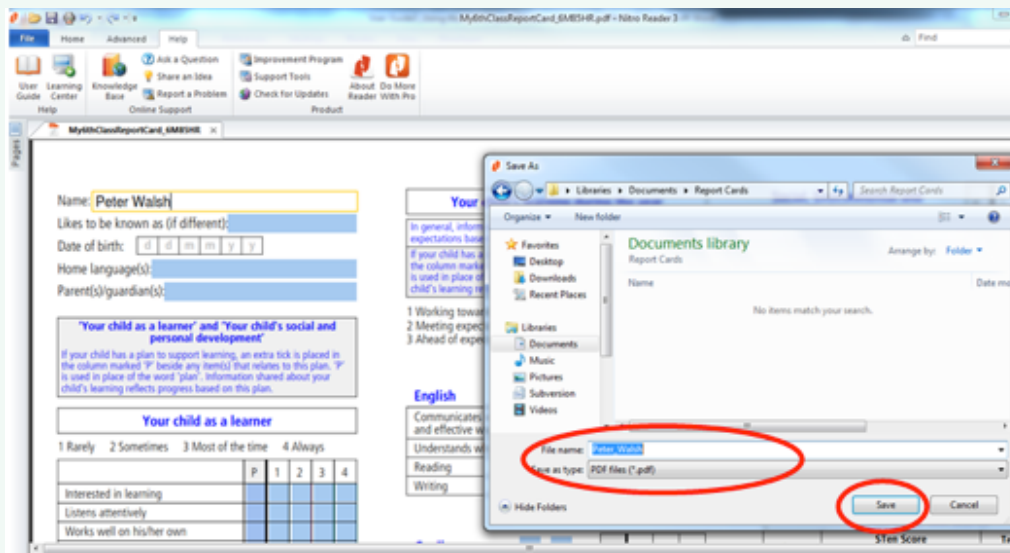 My6thClassReportCard_6M85HR.pdf - Nitro Reader 3
File Home Advanced Help
Find
User Guide
Learning Center
Knowledge Base
Ask a Question
Share an Idea
Report a Problem
Improvement Program
Support Tools
Check for Updates
About Reader
Do More With Pro
Help
Online Support
Product
Pages
My6thClassReportCard_6M85HR
Name: Peter Walsh
Likes to be known as (if different):
Date of birth: d d m m y y
Home language(s):
Parent(s)/guardian(s):
'Your child as a learner' and 'Your child's social and
personal development'
If your child has a plan to support learning, an extra tick is placed in
the column marked 'P' beside any item(s) that relates to this plan. 'P'
is used in place of the word 'plan'. Information shared about your
child's learning reflects progress based on this plan.
Your child as a learner
1 Rarely 2 Sometimes 3 Most of the time 4 Always
P 1 2 3 4
Interested in learning
Listens attentively
Works well on his/her own
In general, inform
expectations base
If your child has a
the column marked
is used in place of
child's learning re
1 Working towar
2 Meeting expec
3 Ahead of expec
English
Communicates
and effective w
Understands w
Reading
Writing
Save As
Libraries Documents Report Cards
Search Report Cards
Organize New folder
Favorites
Desktop
Downloads
Recent Places
Libraries
Documents
Music
Pictures
Subversion
Videos
Documents library
Report Cards
Arrange by: Folder
Name Date mo
No items match your search.
File name: Peter_Walsh
Save as type: PDF files (*.pdf)
Hide Folders
Save
Cancel
STen Score